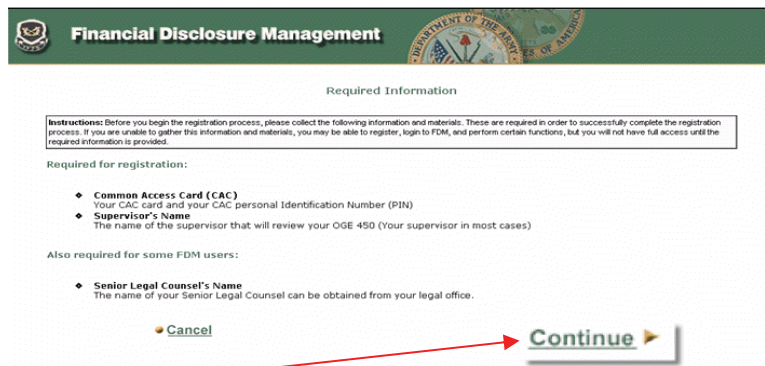 Financial Disclosure Management
DEPARTMENT OF THE ARMY
Required Information
Instructions: Before you begin the registration process, please collect the following information and materials. These are required in order to successfully complete the registration
process. If you are unable to gather this information and materials, you may be able to register, login to FDM, and perform certain functions, but you will not have full access until the
required information is provided.
Required for registration:
❖ Common Access Card (CAC)
Your CAC card and your CAC personal Identification Number (PIN)
❖ Supervisor's Name
The name of the supervisor that will review your OGE 450 (Your supervisor in most cases)
Also required for some FDM users:
❖ Senior Legal Counsel's Name
The name of your Senior Legal Counsel can be obtained from your legal office.
Cancel
Continue